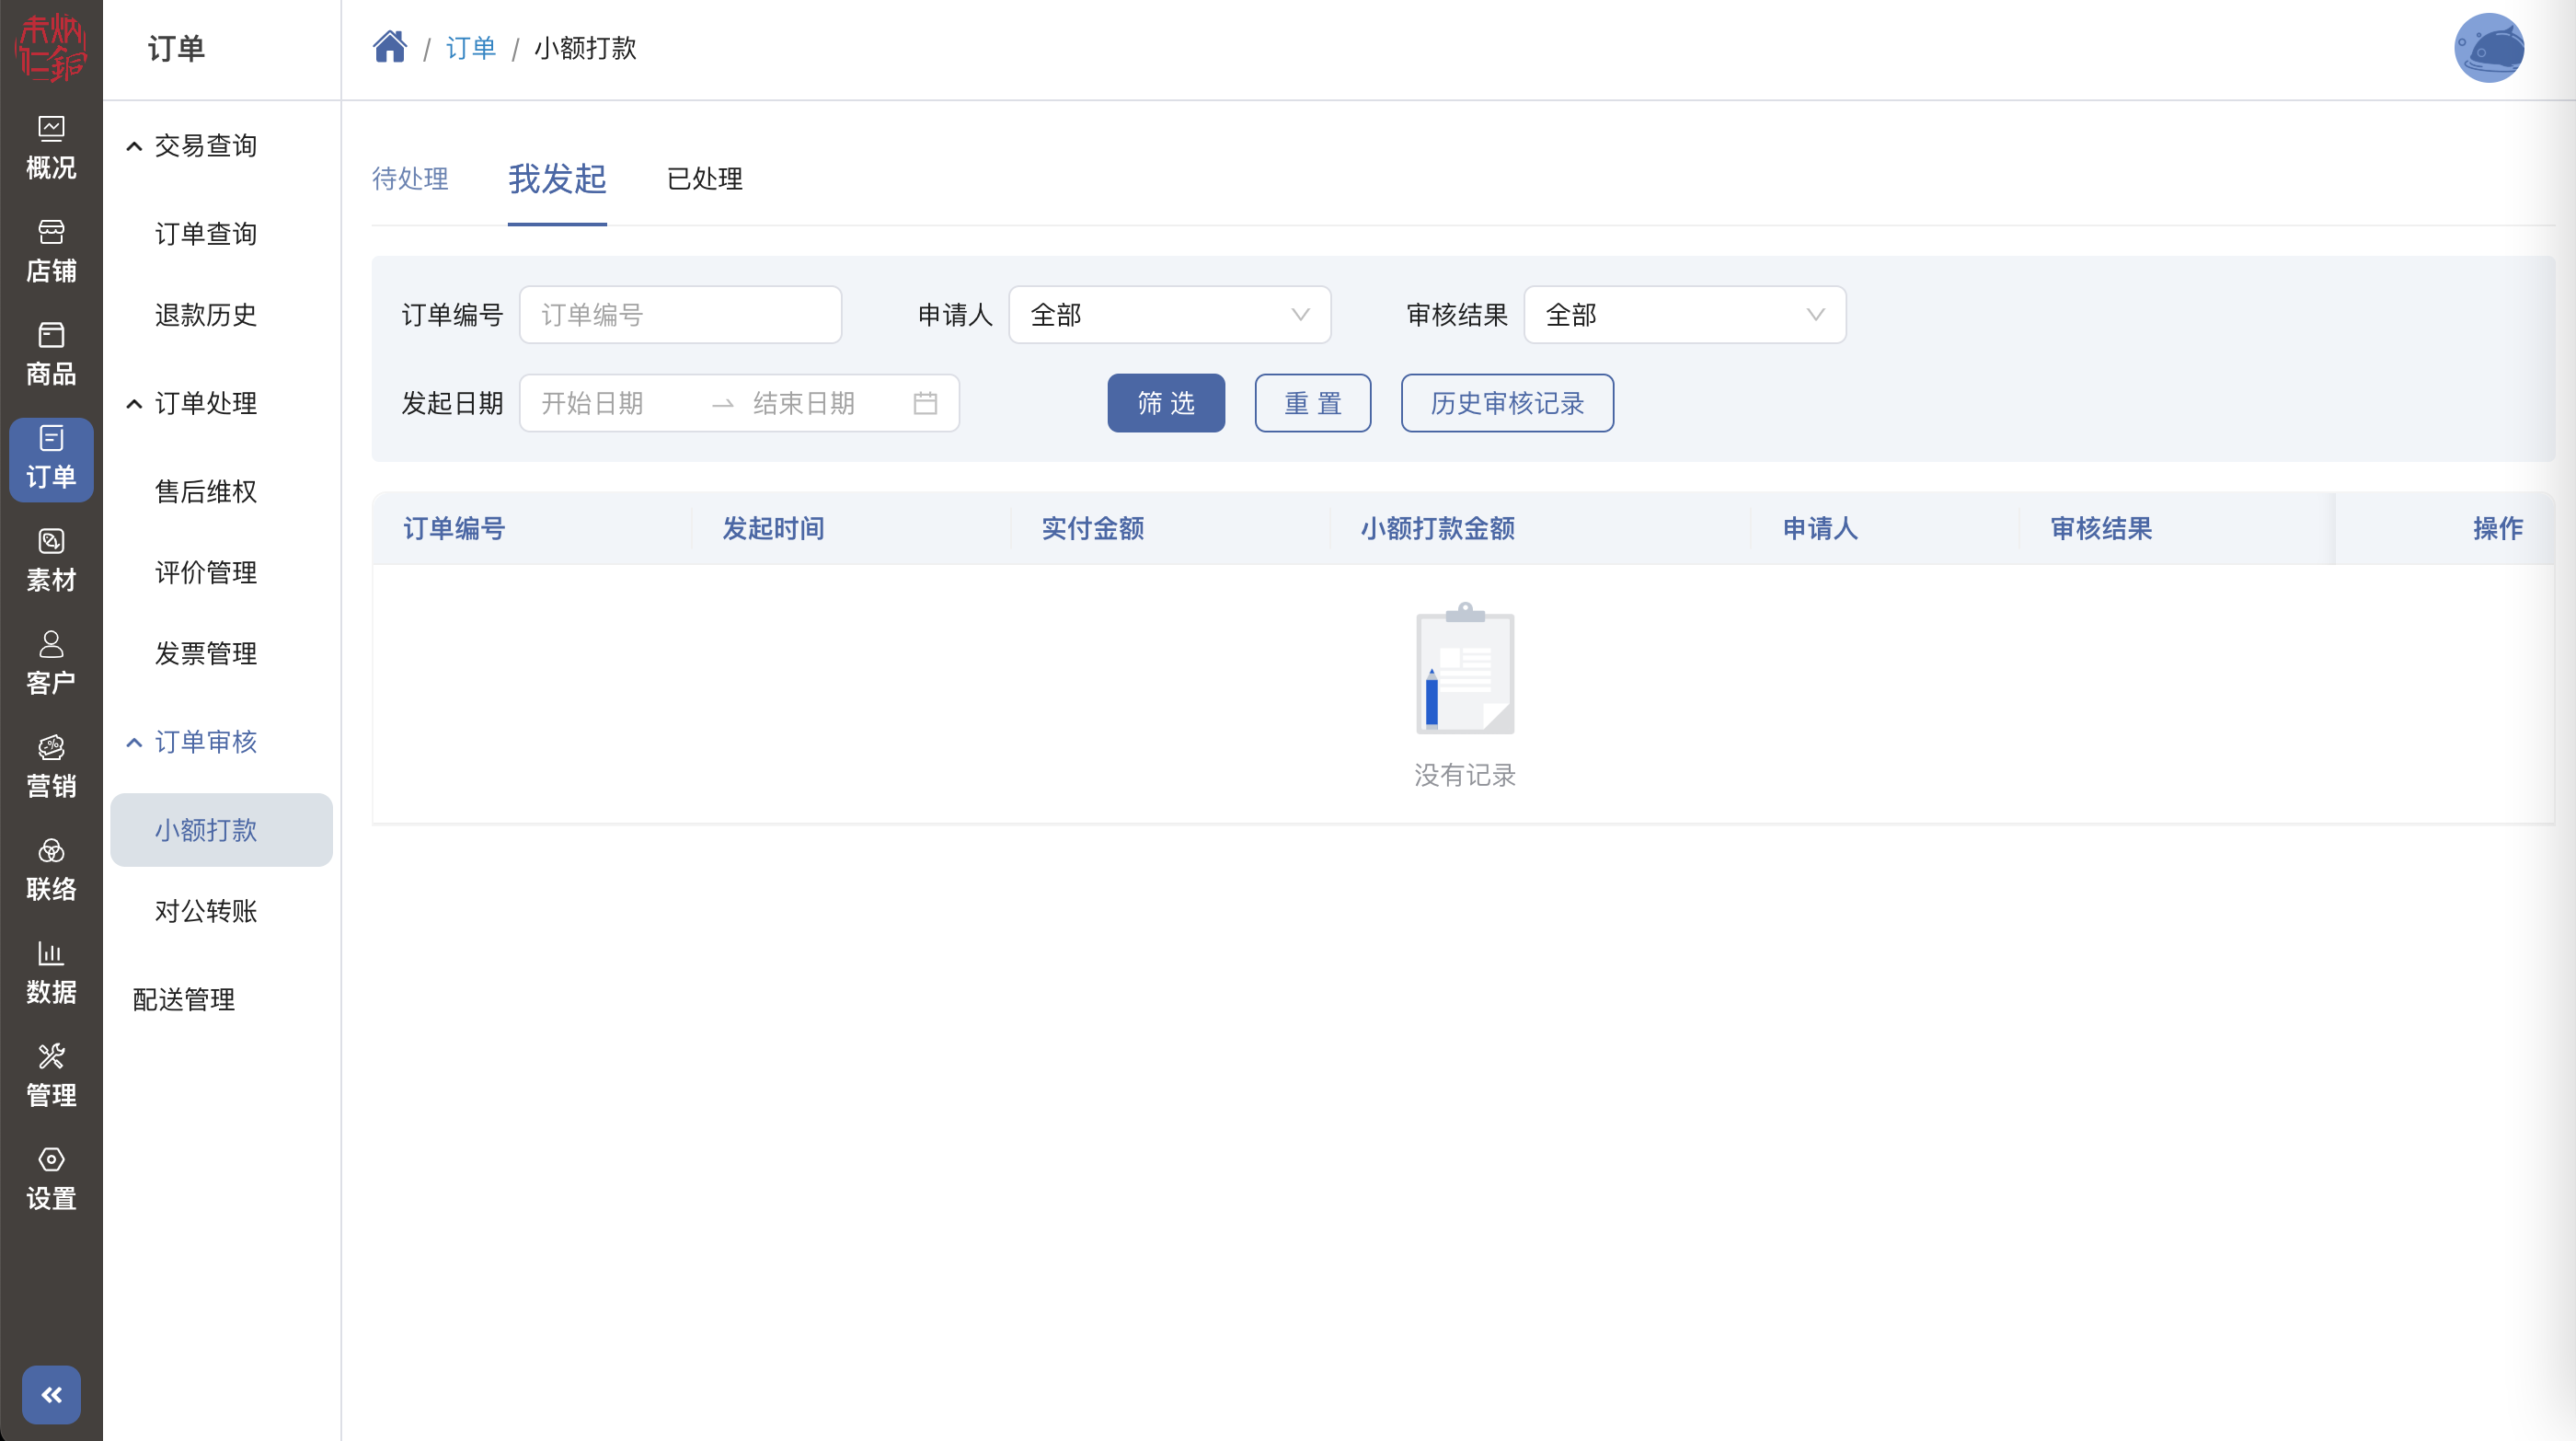 朱炳仁銅
概况
店铺
商品
订单
素材
客户
营销
联络
数据
管理
设置
订单
交易查询
订单查询
退款历史
订单处理
售后维权
评价管理
发票管理
订单审核
小额打款
对公转账
配送管理
/ 订单 / 小额打款
待处理 我发起 已处理
订单编号 订单编号 申请人 全部 审核结果 全部
发起日期 开始日期 结束日期 筛选 重置 历史审核记录
订单编号 发起时间 实付金额 小额打款金额 申请人 审核结果 操作
没有记录